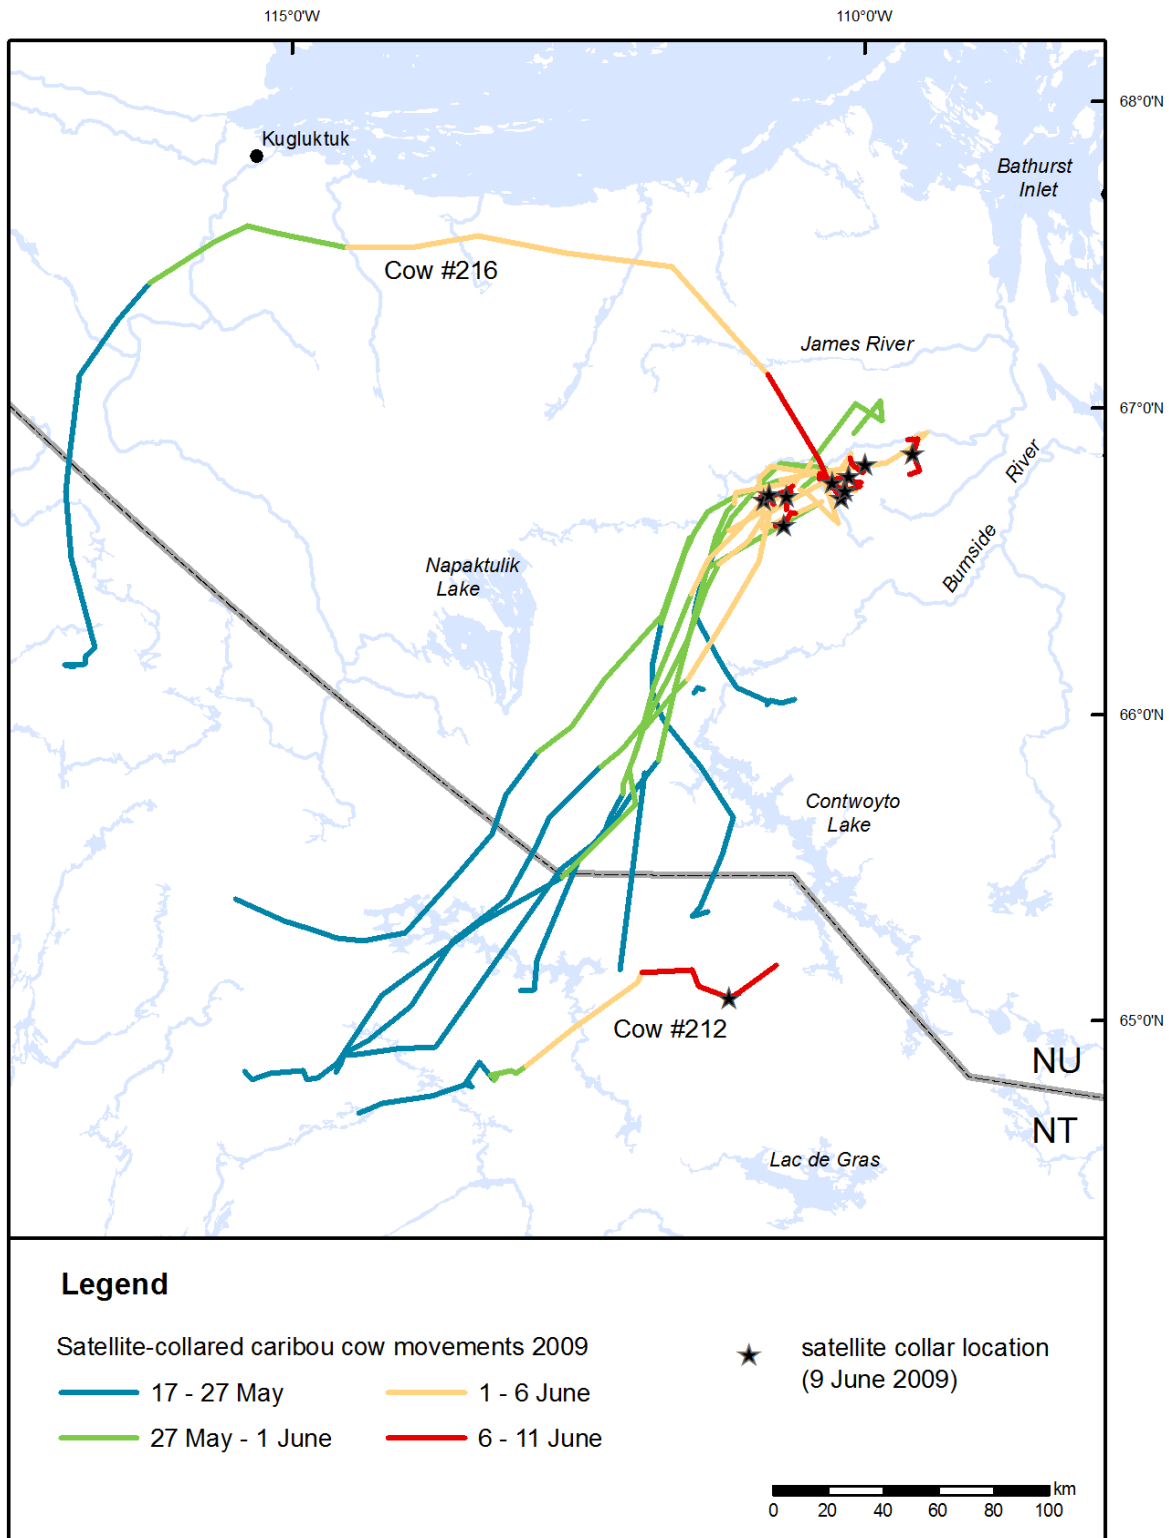 115°0'W
110°0'W
68°0'N
Kugluktuk
Bathurst
Inlet
Cow #216
James River
67°0'N
River
Burnside
Napaktulik
Lake
66°0'N
Contwoyto
Lake
65°0'N
Cow #212
NU
NT
Lac de Gras
Legend
Satellite-collared caribou cow movements 2009
17 - 27 May
1 - 6 June
27 May - 1 June
6 - 11 June
satellite collar location
(9 June 2009)
km
0 20 40 60 80 100